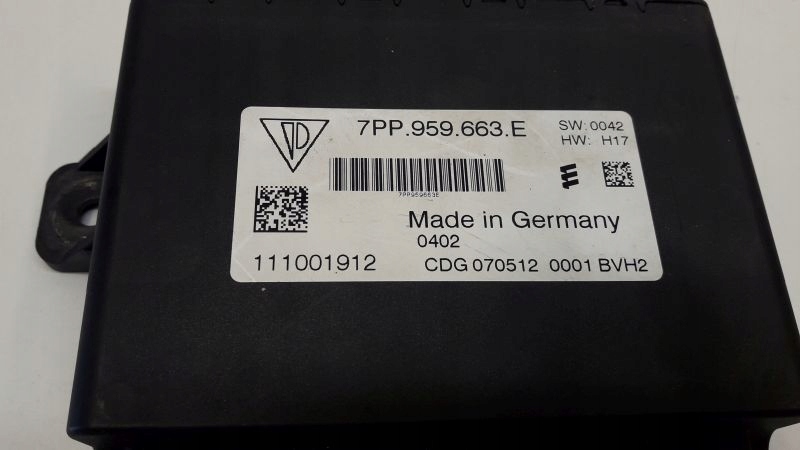 7PP.959.663.E
SW: 0042
HW: H17
7PP959663E
Made in Germany
0402
111001912 CDG 070512 0001 BVH2